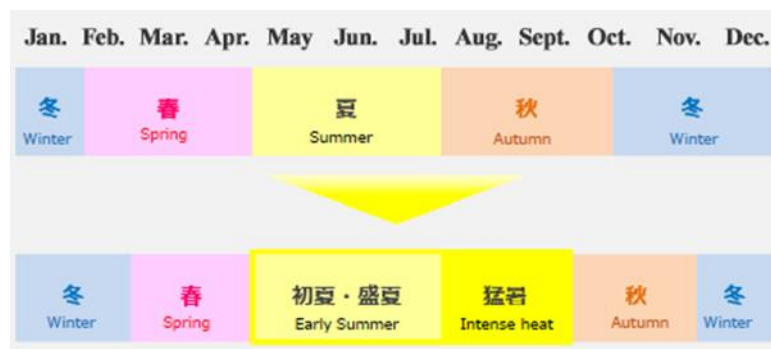 Jan. Feb. Mar. Apr. May Jun. Jul. Aug. Sept. Oct. Nov. Dec.
冬 春 夏 秋 冬
Winter Spring Summer Autumn Winter
冬 春 初夏・盛夏 猛暑 秋 冬
Winter Spring Early Summer Intense heat Autumn Winter